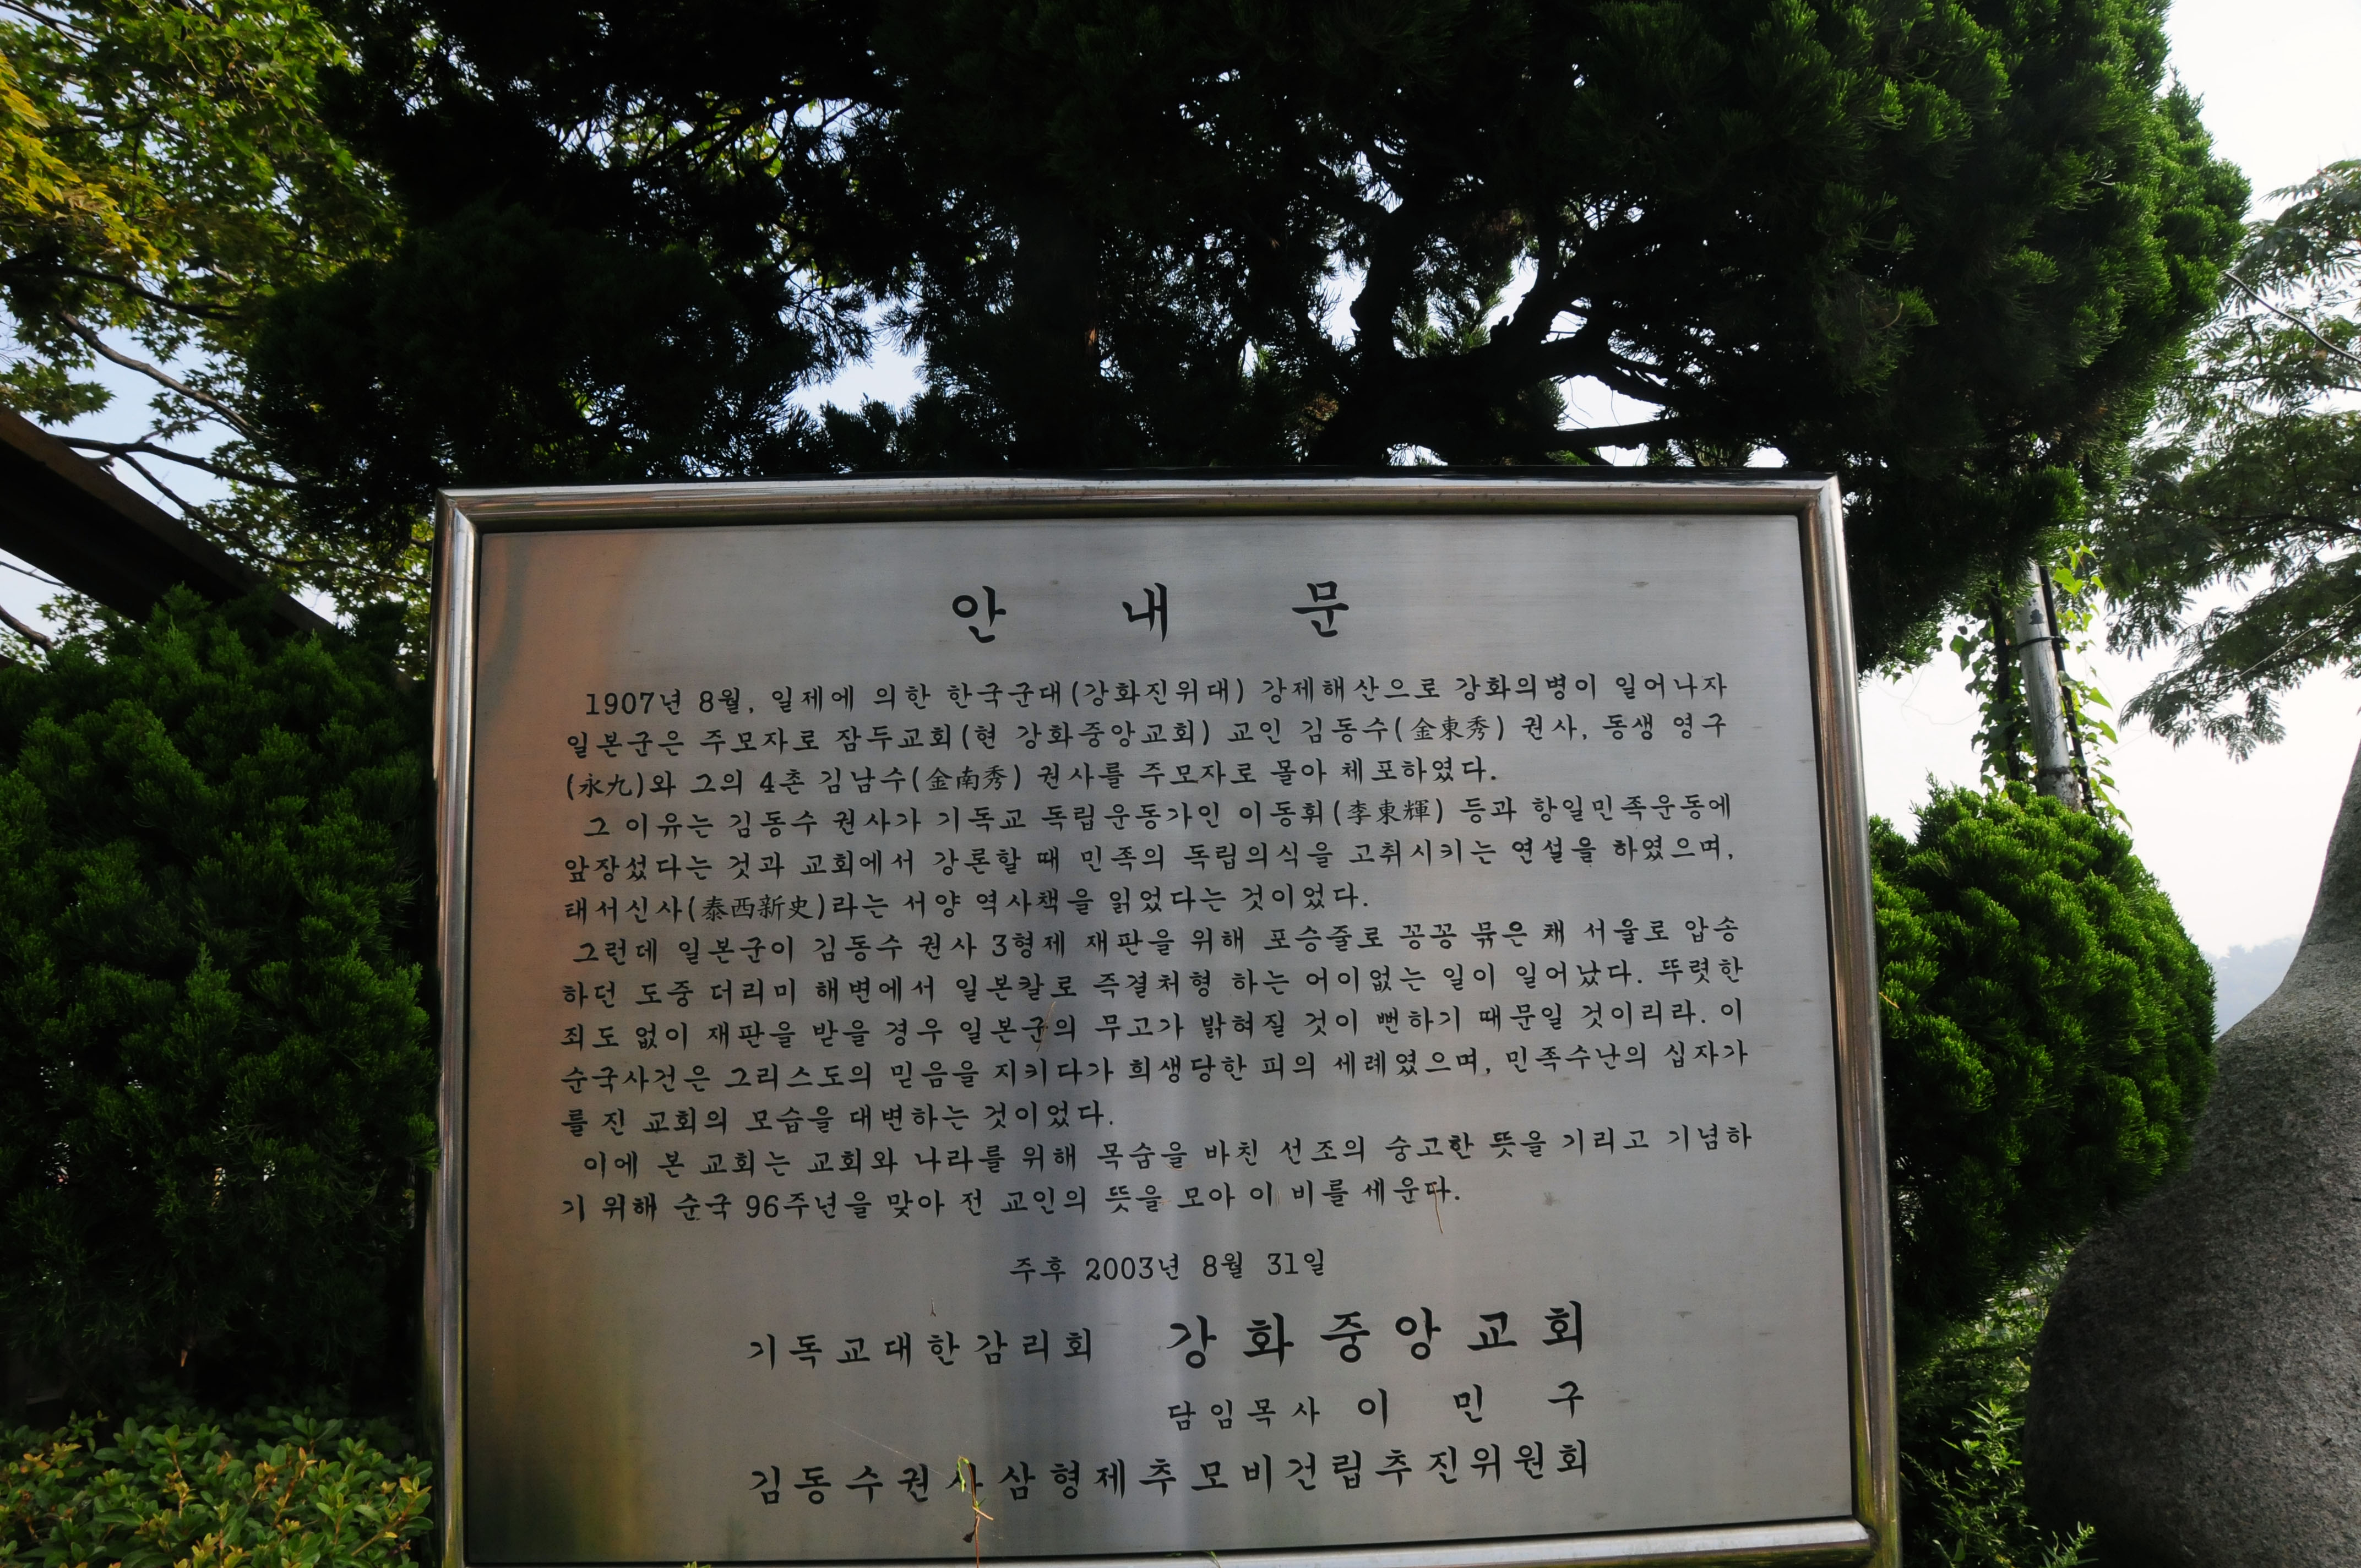 안 내 문
1907년 8월, 일제에 의한 한국군대(강화진위대) 강제해산으로 강화의병이 일어나자
일본군은 주모자로 잠두교회(현 강화중앙교회) 교인 김동수(金東秀) 권사, 동생 영구
(永九)와 그의 4촌 김남수(金南秀) 권사를 주모자로 몰아 체포하였다.
그 이유는 김동수 권사가 기독교 독립운동가인 이동휘(李東輝) 등과 항일민족운동에
앞장섰다는 것과 교회에서 강론할 때 민족의 독립의식을 고취시키는 연설을 하였으며,
태서신사(泰西新史)라는 서양 역사책을 읽었다는 것이었다.
그런데 일본군이 김동수 권사 3형제 재판을 위해 포승줄로 꽁꽁 묶은 채 서울로 압송
하던 도중 더리미 해변에서 일본칼로 즉결처형 하는 어이없는 일이 일어났다. 뚜렷한
죄도 없이 재판을 받을 경우 일본군의 무고가 밝혀질 것이 뻔하기 때문일 것이리라. 이
순국사건은 그리스도의 믿음을 지키다가 희생당한 피의 세례였으며, 민족수난의 십자가
를 진 교회의 모습을 대변하는 것이었다.
이에 본 교회는 교회와 나라를 위해 목숨을 바친 선조의 숭고한 뜻을 기리고 기념하
기 위해 순국 96주년을 맞아 전 교인의 뜻을 모아 이 비를 세운다.
주후 2003년 8월 31일
기독교대한감리회 강화중앙교회
담임목사 이 민 구
김동수권사삼형제추모비건립추진위원회